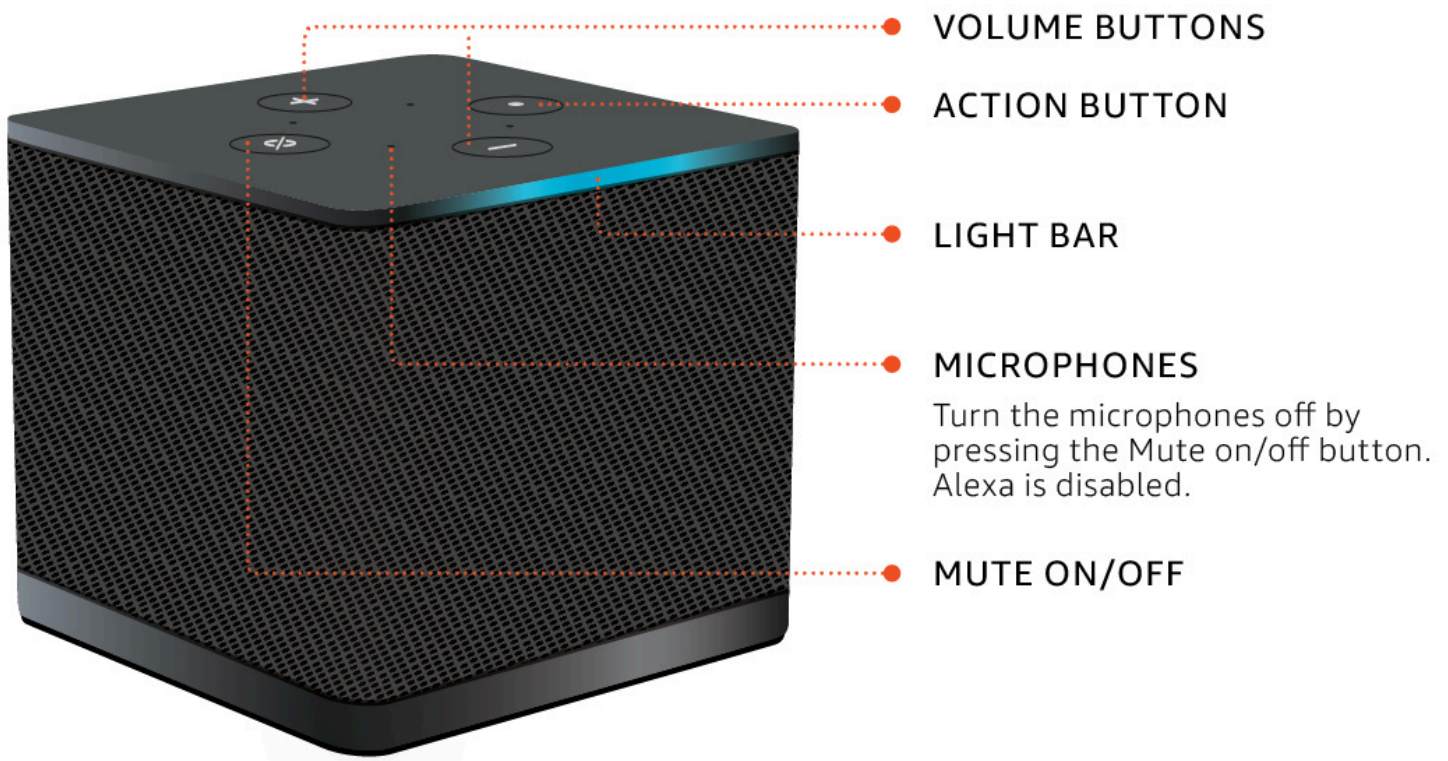 VOLUME BUTTONS
ACTION BUTTON
LIGHT BAR
MICROPHONES
Turn the microphones off by
pressing the Mute on/off button.
Alexa is disabled.
MUTE ON/OFF